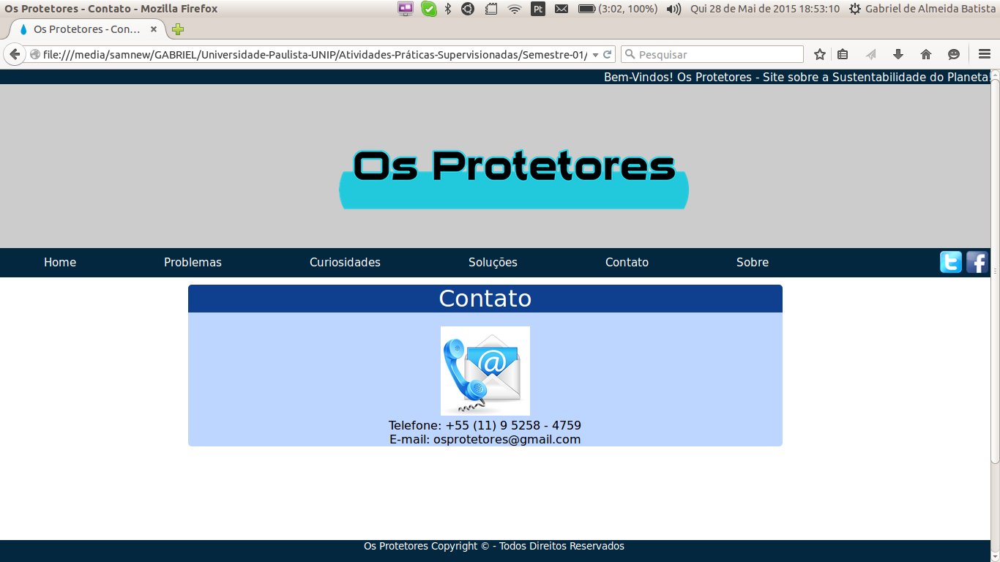 Os Protetores - Contato - Mozilla Firefox
Pt
(3:02, 100%)
Qui 28 de Mai de 2015 18:53:10
Gabriel de Almeida Batista
Os Protetores - Con...
file:///media/samnew/GABRIEL/Universidade-Paulista-UNIP/Atividades-Práticas-Supervisionadas/Semestre-01/
Pesquisar
Bem-Vindos! Os Protetores - Site sobre a Sustentabilidade do Planeta!
Os Protetores
Home
Problemas
Curiosidades
Soluções
Contato
Sobre
t f
Contato
@
Telefone: +55 (11) 9 5258 - 4759
E-mail: osprotetores@gmail.com
Os Protetores Copyright © - Todos Direitos Reservados